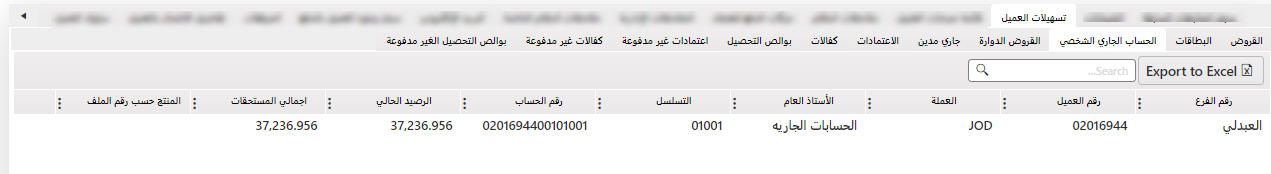 تسهيلات العميل
القروض البطاقات الحساب الجاري الشخصي القروض الدوارة جاري مدين الاعتمادات كفالات بوالص التحصيل اعتمادات غير مدفوعة كفالات غير مدفوعة بوالص التحصيل الغير مدفوعة
Export to Excel Search...
رقم الفرع رقم العميل العملة الأستاذ العام التسلسل رقم الحساب الرصيد الحالي اجمالي المستحقات المنتج حسب رقم الملف
العبدلي 02016944 JOD الحسابات الجاريه 01001 0201694400101001 37,236.956 37,236.956